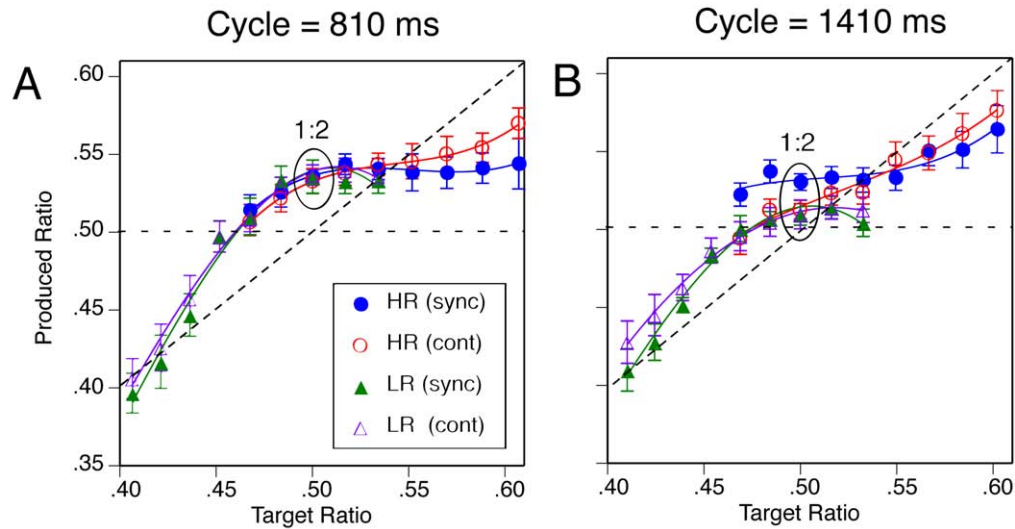 Cycle = 810 ms
Cycle = 1410 ms
A
B
.60
.55
.50
.45
.40
.35
Produced Ratio
1:2
1:2
HR (sync)
HR (cont)
LR (sync)
LR (cont)
.40 .45 .50 .55 .60
.40 .45 .50 .55 .60
Target Ratio
Target Ratio